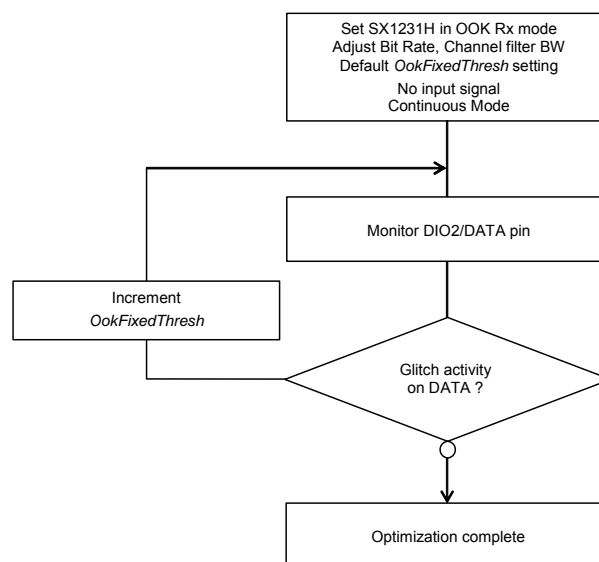 Set SX1231H in OOK Rx mode
Adjust Bit Rate, Channel filter BW
Default OokFixedThresh setting
No input signal
Continuous Mode
Monitor DIO2/DATA pin
Increment
OokFixedThresh
Glitch activity
on DATA ?
Optimization complete